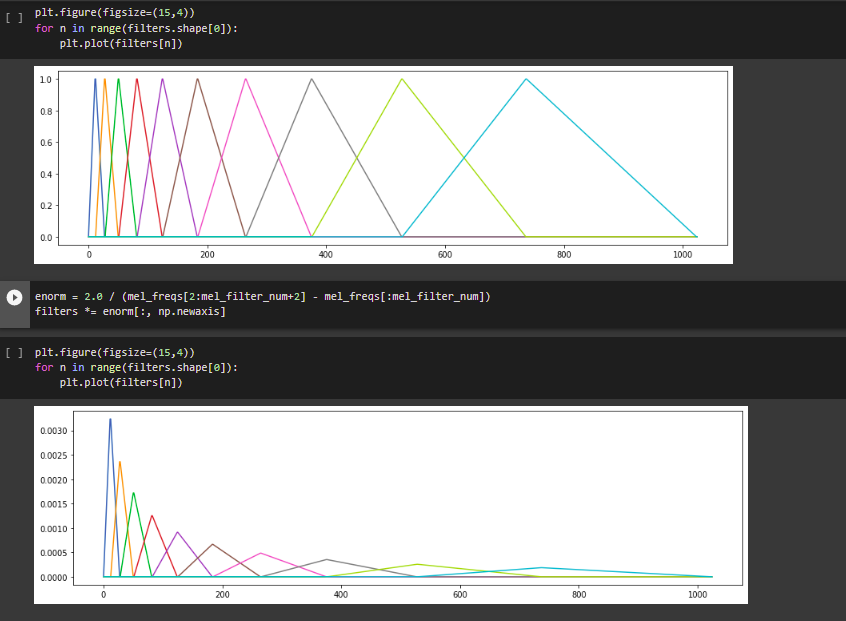 [ ] plt.figure(figsize=(15,4))
for n in range(filters.shape[0]):
plt.plot(filters[n])
1.0
0.8
0.6
0.4
0.2
0.0
0 200 400 600 800 1000
enorm = 2.0 / (mel_freqs[2:mel_filter_num+2] - mel_freqs[:mel_filter_num])
filters *= enorm[:, np.newaxis]
[ ] plt.figure(figsize=(15,4))
for n in range(filters.shape[0]):
plt.plot(filters[n])
0.0030
0.0025
0.0020
0.0015
0.0010
0.0005
0.0000
0 200 400 600 800 1000